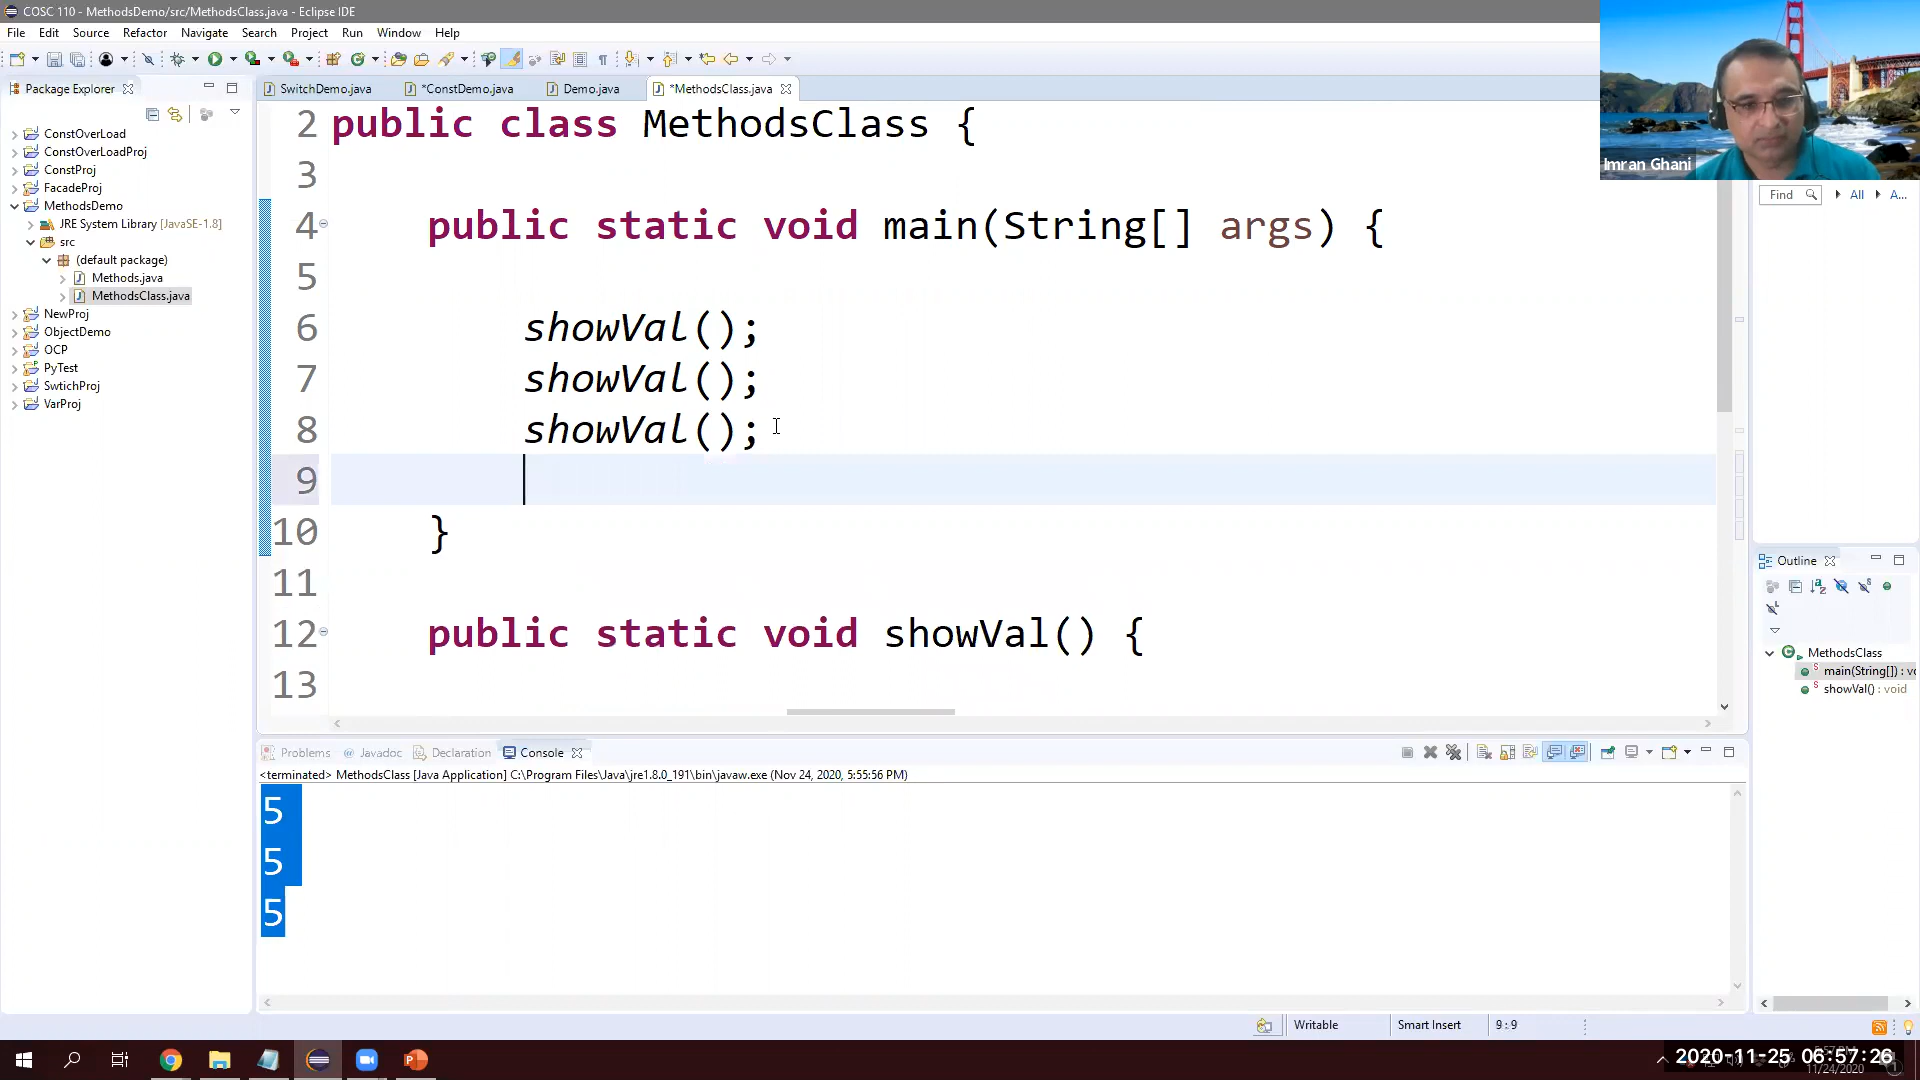 COSC 110 - MethodsDemo/src/MethodsClass.java - Eclipse IDE
File Edit Source Refactor Navigate Search Project Run Window Help
Package Explorer
SwitchDemo.java *ConstDemo.java Demo.java *MethodsClass.java
ConstOverLoad
ConstOverLoadProj
ConstProj
FacadeProj
MethodsDemo
JRE System Library [JavaSE-1.8]
src
(default package)
Methods.java
MethodsClass.java
NewProj
ObjectDemo
OCP
PyTest
SwtichProj
VarProj
2 public class MethodsClass {
3
4 public static void main(String[] args) {
5
6 showVal();
7 showVal();
8 showVal();
9
10 }
11
12 public static void showVal() {
13
Imran Ghani
Find All A...
Outline
MethodsClass
main(String[]) : vo
showVal() : void
Problems Javadoc Declaration Console
<terminated> MethodsClass [Java Application] C:\Program Files\Java\jre1.8.0_191\bin\javaw.exe (Nov 24, 2020, 5:55:56 PM)
5
5
5
Writable Smart Insert 9:9
2020-11-25 06:57:26
11/24/2020